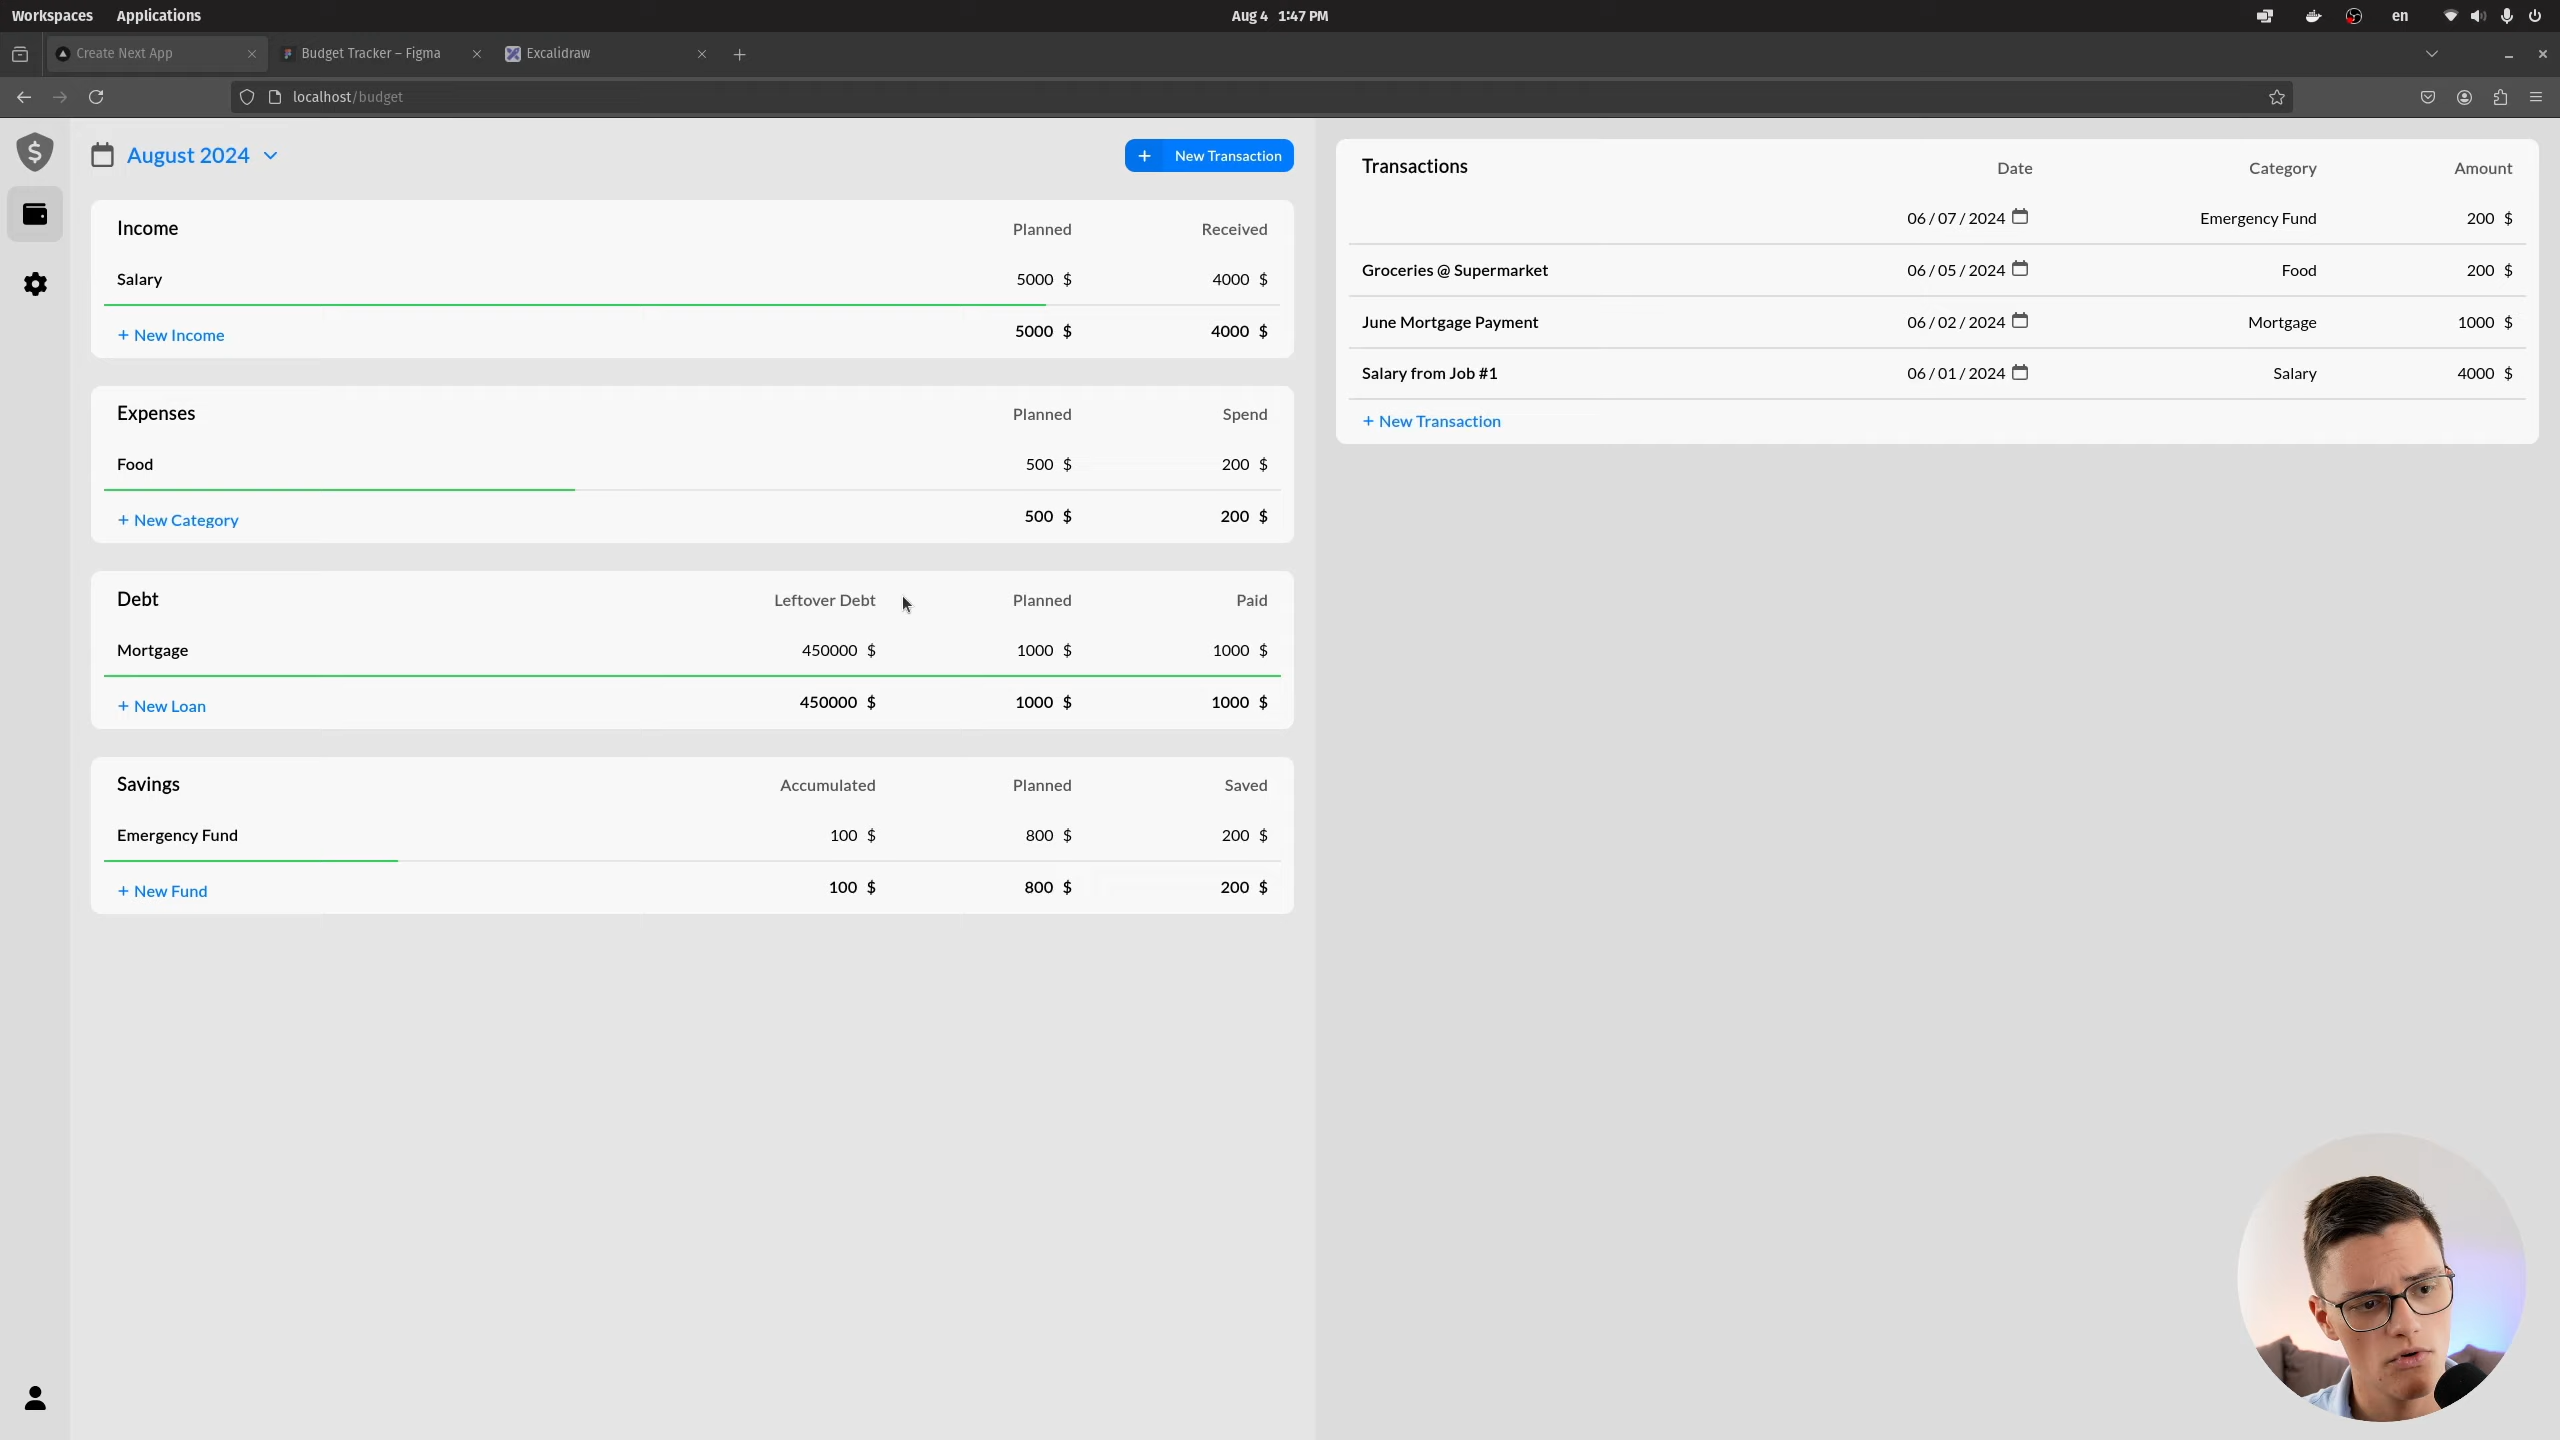 Workspaces Applications Aug 4 1:47 PM en
Create Next App Budget Tracker – Figma Excalidraw
localhost/budget
August 2024 + New Transaction
Income Planned Received
Salary 5000 $ 4000 $
+ New Income 5000 $ 4000 $
Expenses Planned Spend
Food 500 $ 200 $
+ New Category 500 $ 200 $
Debt Leftover Debt Planned Paid
Mortgage 450000 $ 1000 $ 1000 $
+ New Loan 450000 $ 1000 $ 1000 $
Savings Accumulated Planned Saved
Emergency Fund 100 $ 800 $ 200 $
+ New Fund 100 $ 800 $ 200 $
Transactions Date Category Amount
06 / 07 / 2024 Emergency Fund 200 $
Groceries @ Supermarket 06 / 05 / 2024 Food 200 $
June Mortgage Payment 06 / 02 / 2024 Mortgage 1000 $
Salary from Job #1 06 / 01 / 2024 Salary 4000 $
+ New Transaction